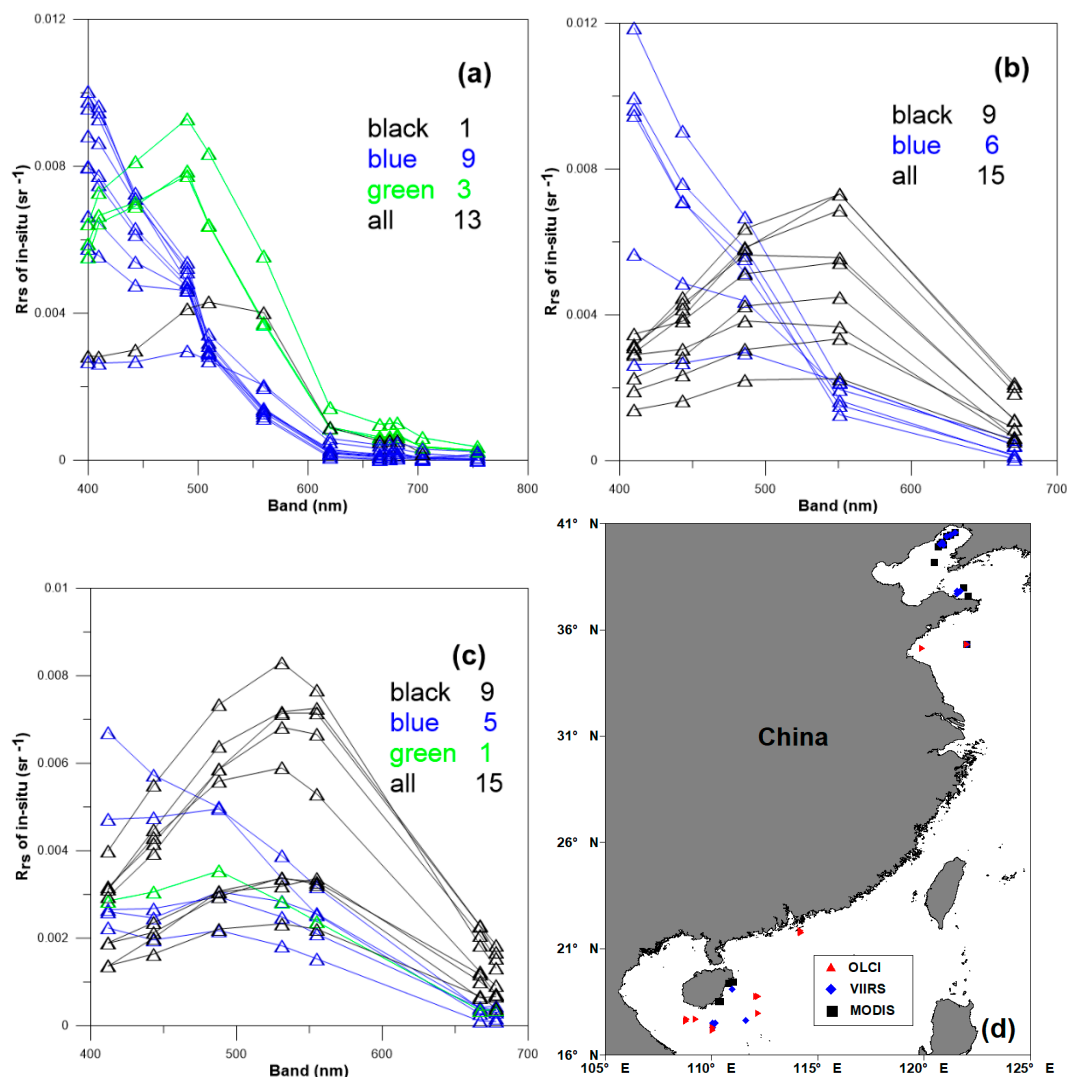 0.012
0.008
0.004
0
400 500 600 700 800
Band (nm)
Rrs of in-situ (sr -1)
(a)
black 1
blue 9
green 3
all 13
0.012
0.008
0.004
0
400 500 600 700
Band (nm)
Rrs of in-situ (sr -1)
(b)
black 9
blue 6
all 15
0.01
0.008
0.006
0.004
0.002
0
400 500 600 700
Band (nm)
Rrs of in-situ (sr -1)
(c)
black 9
blue 5
green 1
all 15
41° N
36° N
31° N
26° N
21° N
16° N
105° E 110° E 115° E 120° E 125° E
China
OLCI
VIIRS
MODIS
(d)